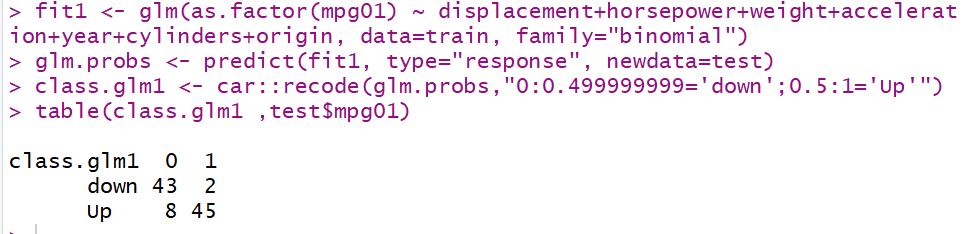 > fit1 <- glm(as.factor(mpg01) ~ displacement+horsepower+weight+accelerat
ion+year+cylinders+origin, data=train, family="binomial")
> glm.probs <- predict(fit1, type="response", newdata=test)
> class.glm1 <- car::recode(glm.probs,"0:0.499999999='down';0.5:1='Up'")
> table(class.glm1 ,test$mpg01)

class.glm1  0  1
      down 43  2
      Up    8 45